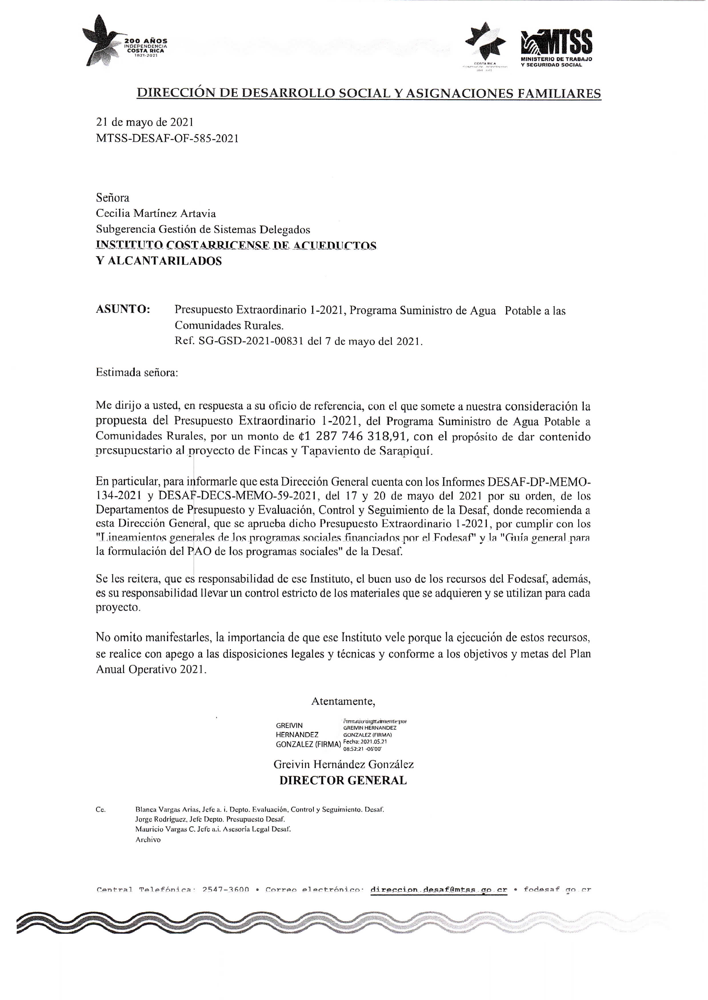 200 AÑOS
INDEPENDENCIA
COSTA RICA
1821-2021
COSTA RICA
MTSS
MINISTERIO DE TRABAJO
Y SEGURIDAD SOCIAL
DIRECCIÓN DE DESARROLLO SOCIAL Y ASIGNACIONES FAMILIARES
21 de mayo de 2021
MTSS-DESAF-OF-585-2021
Señora
Cecilia Martínez Artavia
Subgerencia Gestión de Sistemas Delegados
INSTITUTO COSTARRICENSE DE ACUEDUCTOS
Y ALCANTARILADOS
ASUNTO: Presupuesto Extraordinario 1-2021, Programa Suministro de Agua Potable a las
Comunidades Rurales.
Ref. SG-GSD-2021-00831 del 7 de mayo del 2021.
Estimada señora:
Me dirijo a usted, en respuesta a su oficio de referencia, con el que somete a nuestra consideración la
propuesta del Presupuesto Extraordinario 1-2021, del Programa Suministro de Agua Potable a
Comunidades Rurales, por un monto de ¢1 287 746 318,91, con el propósito de dar contenido
presupuestario al proyecto de Fincas y Tapaviento de Sarapiquí.
En particular, para informarle que esta Dirección General cuenta con los Informes DESAF-DP-MEMO-
134-2021 y DESAF-DECS-MEMO-59-2021, del 17 y 20 de mayo del 2021 por su orden, de los
Departamentos de Presupuesto y Evaluación, Control y Seguimiento de la Desaf, donde recomienda a
esta Dirección General, que se aprueba dicho Presupuesto Extraordinario 1-2021, por cumplir con los
"Lineamientos generales de los programas sociales financiados por el Fodesaf" y la "Guía general para
la formulación del PAO de los programas sociales" de la Desaf.
Se les reitera, que es responsabilidad de ese Instituto, el buen uso de los recursos del Fodesaf, además,
es su responsabilidad llevar un control estricto de los materiales que se adquieren y se utilizan para cada
proyecto.
No omito manifestarles, la importancia de que ese Instituto vele porque la ejecución de estos recursos,
se realice con apego a las disposiciones legales y técnicas y conforme a los objetivos y metas del Plan
Anual Operativo 2021.
Atentamente,
GREIVIN
HERNANDEZ
GONZALEZ (FIRMA)
Firmado digitalmente por
GREIVIN HERNANDEZ
GONZALEZ (FIRMA)
Fecha: 2021.05.21
08:52:21 -06'00'
Greivin Hernández González
DIRECTOR GENERAL
Cc. Blanca Vargas Arias, Jefe a. i. Depto. Evaluación, Control y Seguimiento. Desaf.
Jorge Rodríguez, Jefe Depto. Presupuesto Desaf.
Mauricio Vargas C. Jefe a.i. Asesoría Legal Desaf.
Archivo
Central Telefónica: 2547-3600 • Correo electrónico: direccion.desaf@mtss.go.cr • fodesaf.go.cr